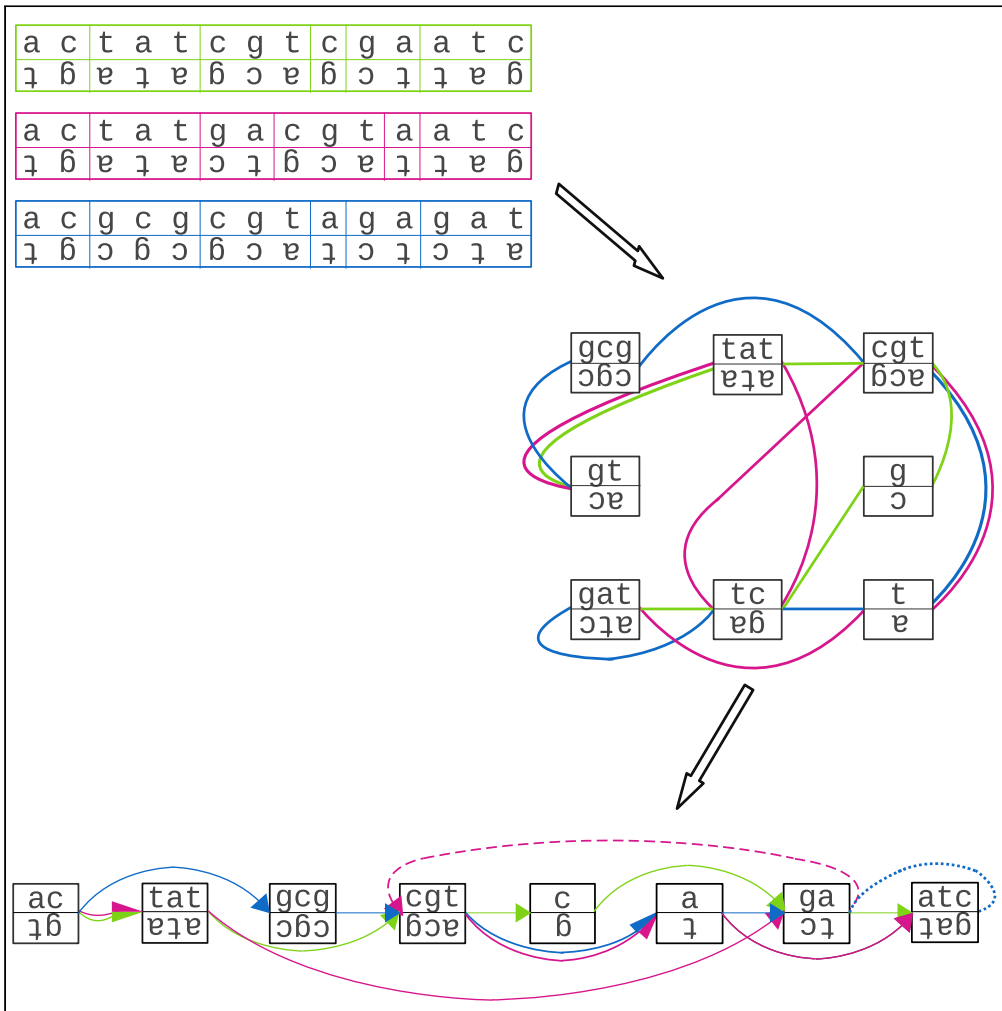 a c t a t c g t c g a a t c
g a t t c g a c g a t a g t
a c t a t g a c g t a a t c
g a t t a c g t c a t a g t
a c g c g c g t a g a g a t
a t c t c t a c g c g c g t
gcg
cgc
tat
ata
cgt
acg
gt
ac
g
c
gat
atc
tc
ga
t
a
ac
gt
tat
ata
gcg
cgc
cgt
acg
c
g
a
t
ga
tc
atc
gat